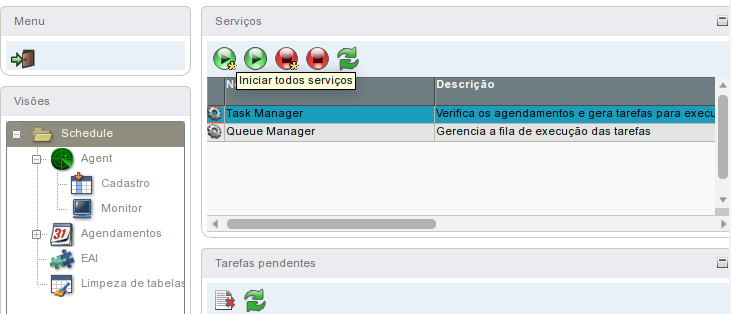 Menu
Visões
Schedule
Agent
Cadastro
Monitor
31
Agendamentos
EAI
Limpeza de tabelas
Serviços
Iniciar todos serviços
Descrição
Task Manager
Verifica os agendamentos e gera tarefas para
Queue Manager
Gerencia a fila de execução das tarefas
Tarefas pendentes